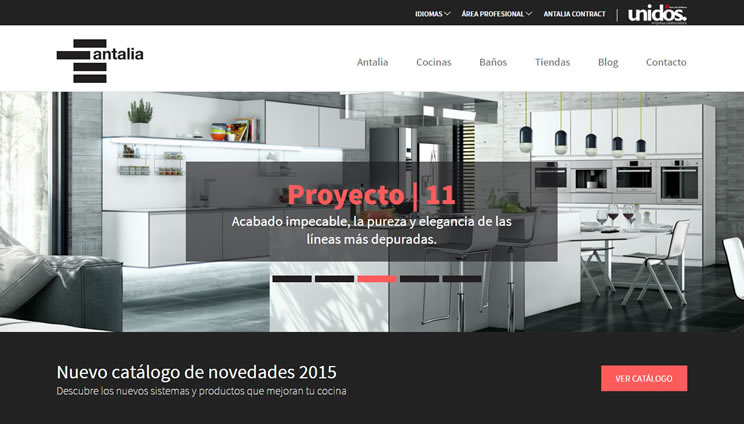 IDIOMAS
ÁREA PROFESIONAL
ANTALIA CONTRACT
unidos.
antalia
Antalia
Cocinas
Baños
Tiendas
Blog
Contacto
Proyecto | 11
Acabado impecable, la pureza y elegancia de las
líneas más depuradas.
Nuevo catálogo de novedades 2015
Descubre los nuevos sistemas y productos que mejoran tu cocina
VER CATÁLOGO